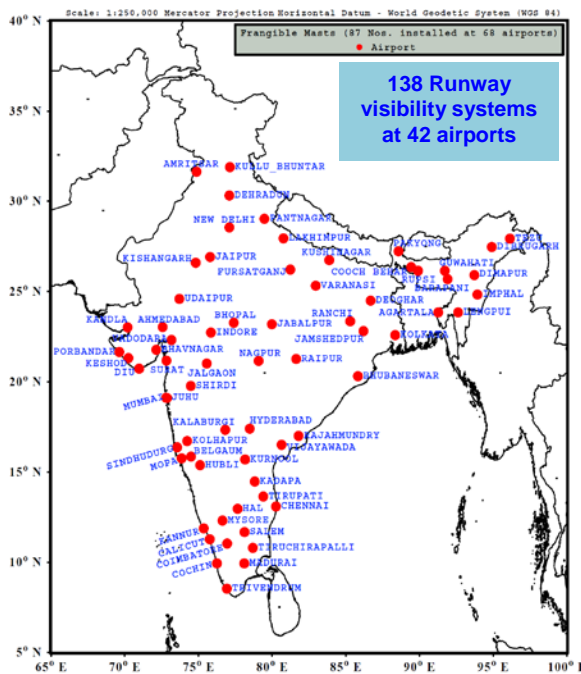 Scale: 1:250,000 Mercator Projection Horizontal Datum - World Geodetic System (WGS 84)
40° N
Frangible Masts (87 Nos. installed at 68 airports)
Airport
138 Runway
visibility systems
at 42 airports
35° N
AMRITSAR
KULLU_BHUNTAR
30° N
DEHRADUN
NEW DELHI
PANTNAGAR
LAKHINPUR
KUSHINAGAR
PAKYONG
TEZU
DIBRUGARH
KISHANGARH
JAIPUR
FURSATGANJ
COOCH BEHAR
GUWAHATI
RUPSI
BARAPANI
DIMAPUR
25° N
VARANASI
UDAIPUR
DEOGHAR
IMPHAL
AGARTALA
LENGPUI
KANDLA
AHMEDABAD
BHOPAL
RANCHI
JABALPUR
INDORE
JAMSHEDPUR
KOLKATA
VADODARA
PORBANDAR
BHAVNAGAR
KESHOD
NAGPUR
RAIPUR
DIU
SURAT
JALGAON
BHUBANESWAR
20° N
SHIRDI
MUMBAI
JUHU
KALABURGI
HYDERABAD
KOLHAPUR
RAJAHMUNDRY
SINDHUDURG
VIJAYAWADA
MOPA
BELGAUM
HUBLI
KURNOOL
15° N
KADAPA
TIRUPATI
HAL
CHENNAI
MYSORE
KANNUR
SALEM
CALICUT
COIMBATORE
TIRUCHIRAPALLI
COCHIN
MADURAI
10° N
TRIVENDRUM
5° N
65° E
70° E
75° E
80° E
85° E
90° E
95° E
100° E